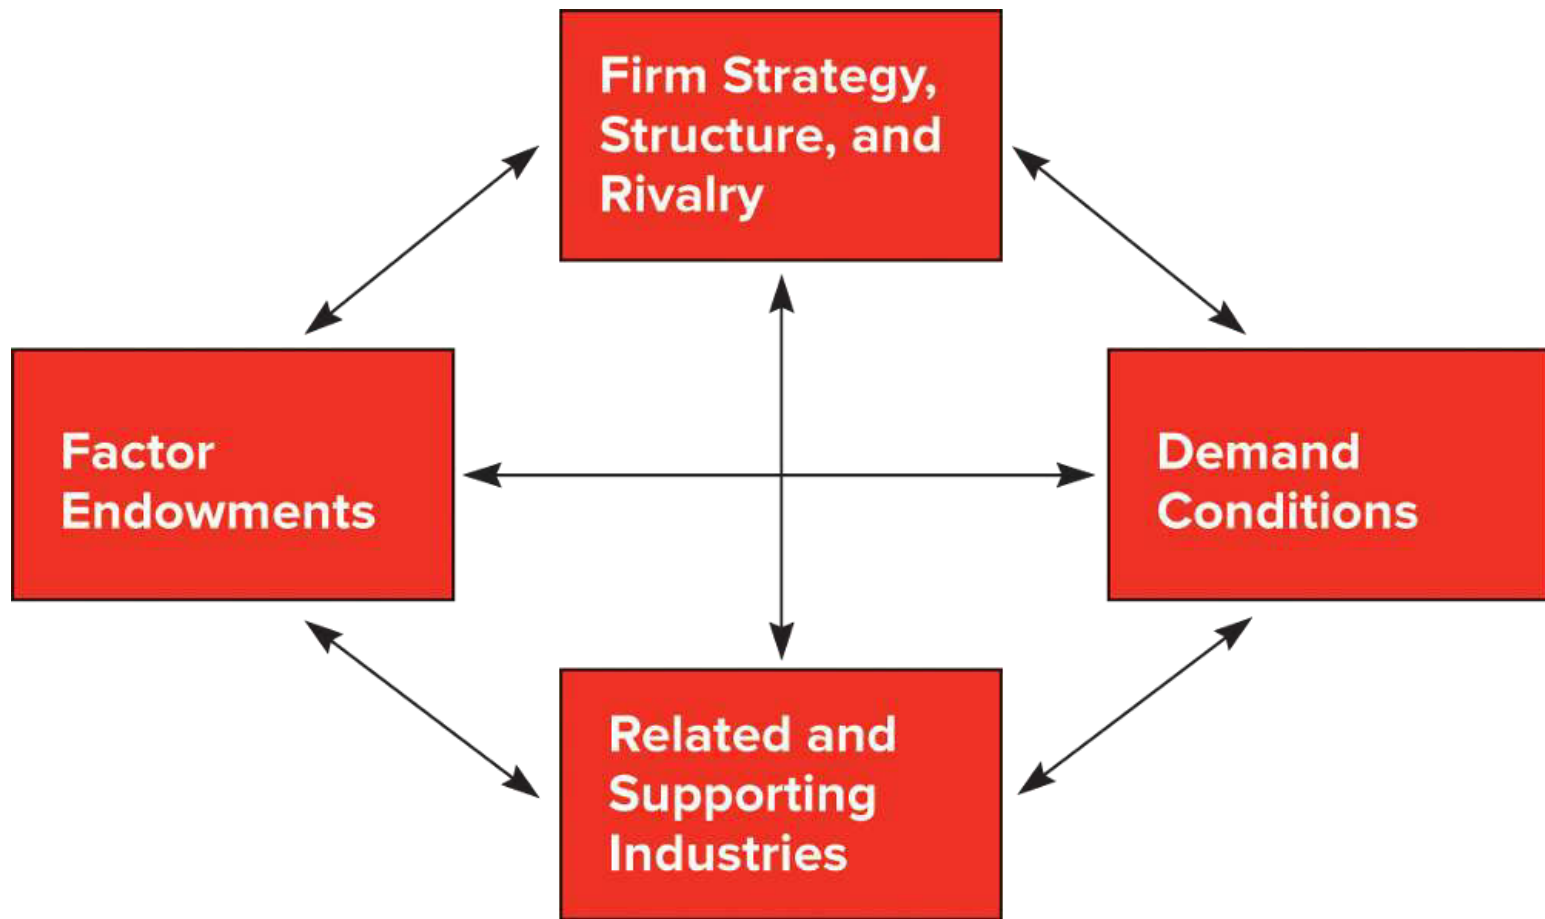 Firm Strategy,
Structure, and
Rivalry
Factor
Endowments
Demand
Conditions
Related and
Supporting
Industries